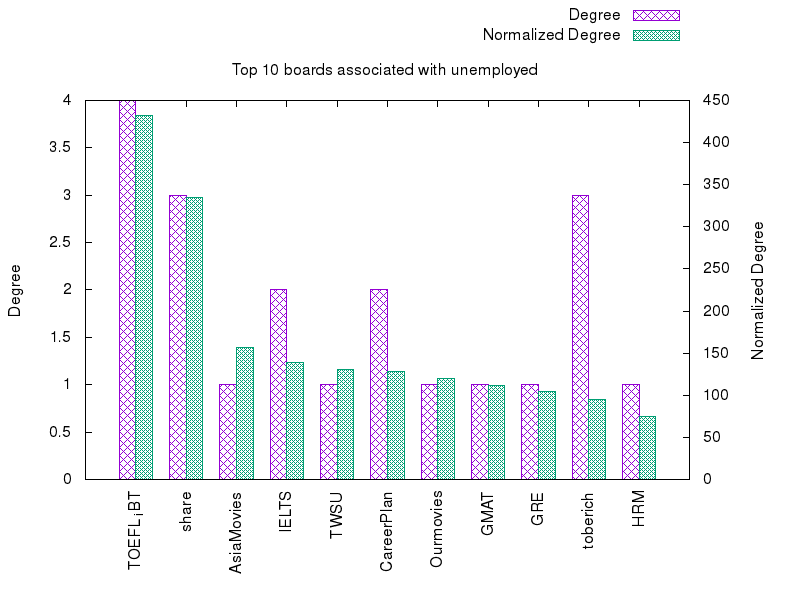 Degree
Normalized Degree
Top 10 boards associated with unemployed
4
3.5
3
2.5
2
1.5
1
0.5
0
Degree
450
400
350
300
250
200
150
100
50
0
Normalized Degree
TOEFLiBT
share
AsiaMovies
IELTS
TWSU
CareerPlan
Ourmovies
GMAT
GRE
toberich
HRM